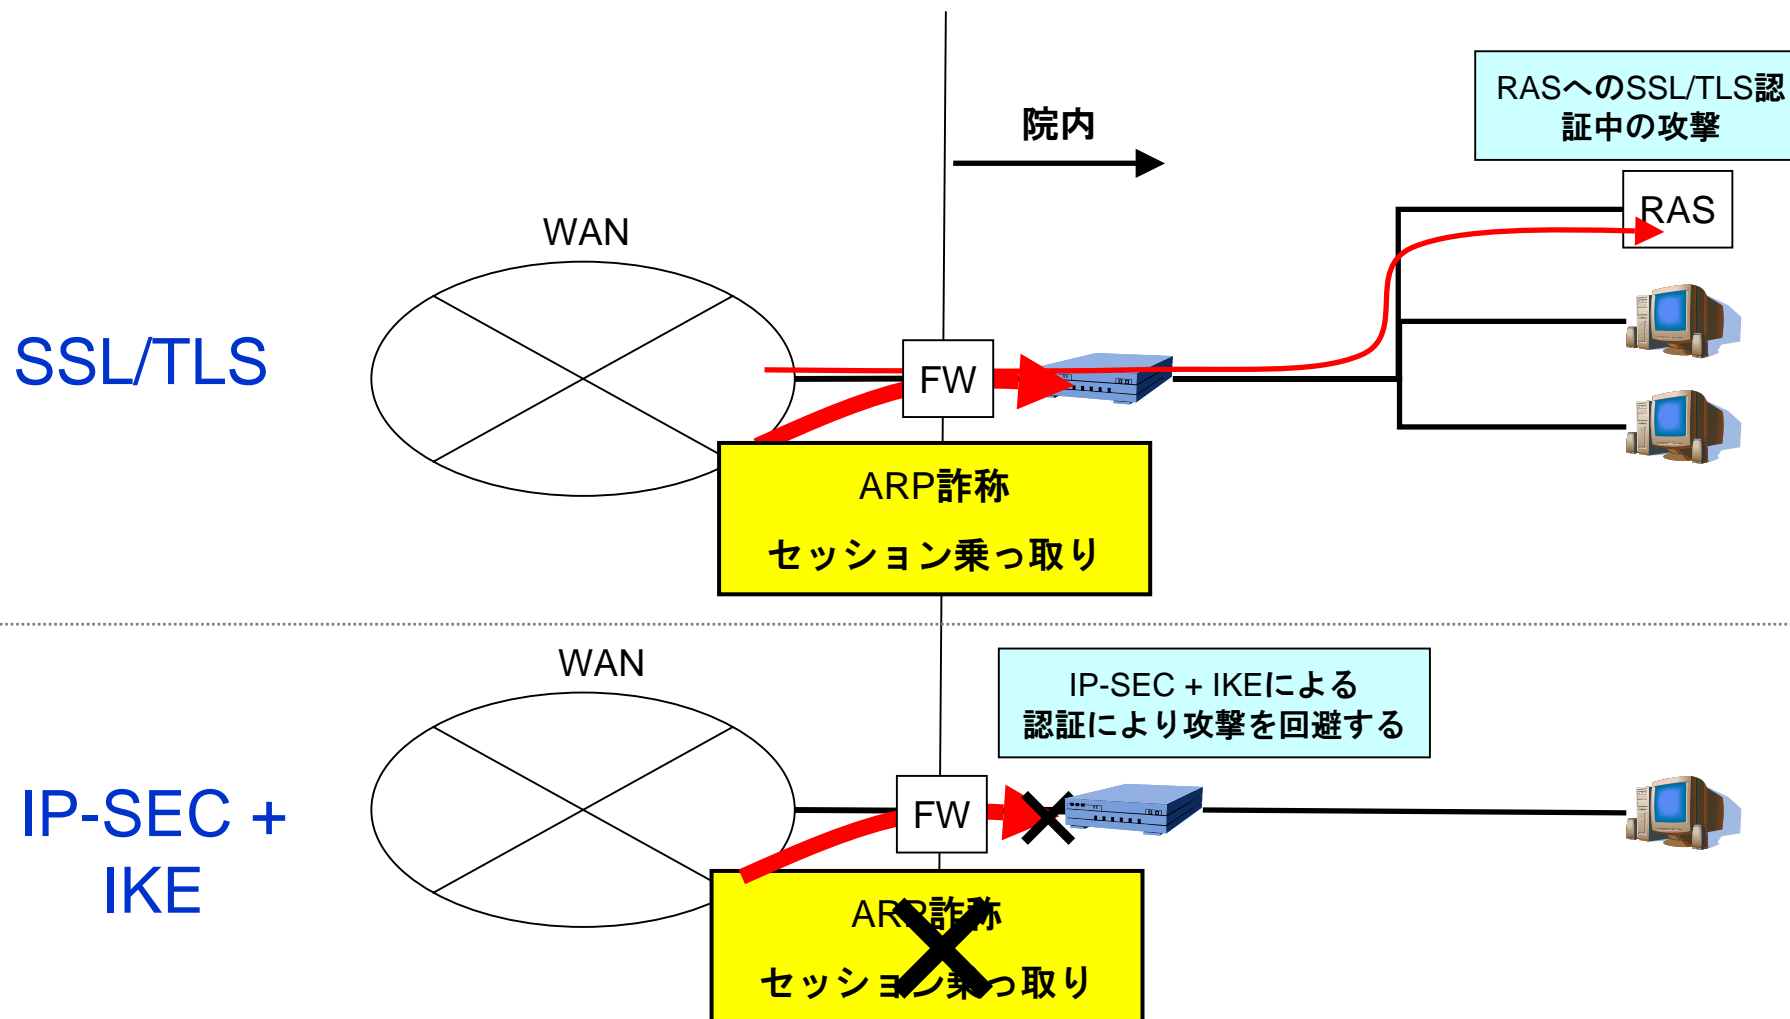 RASへのSSL/TLS認
証中の攻撃
院内
RAS
WAN
SSL/TLS
FW
ARP詐称
セッション乗っ取り
WAN
IP-SEC + IKEによる
認証により攻撃を回避する
IP-SEC +
IKE
FW
ARP詐称
セッション乗っ取り